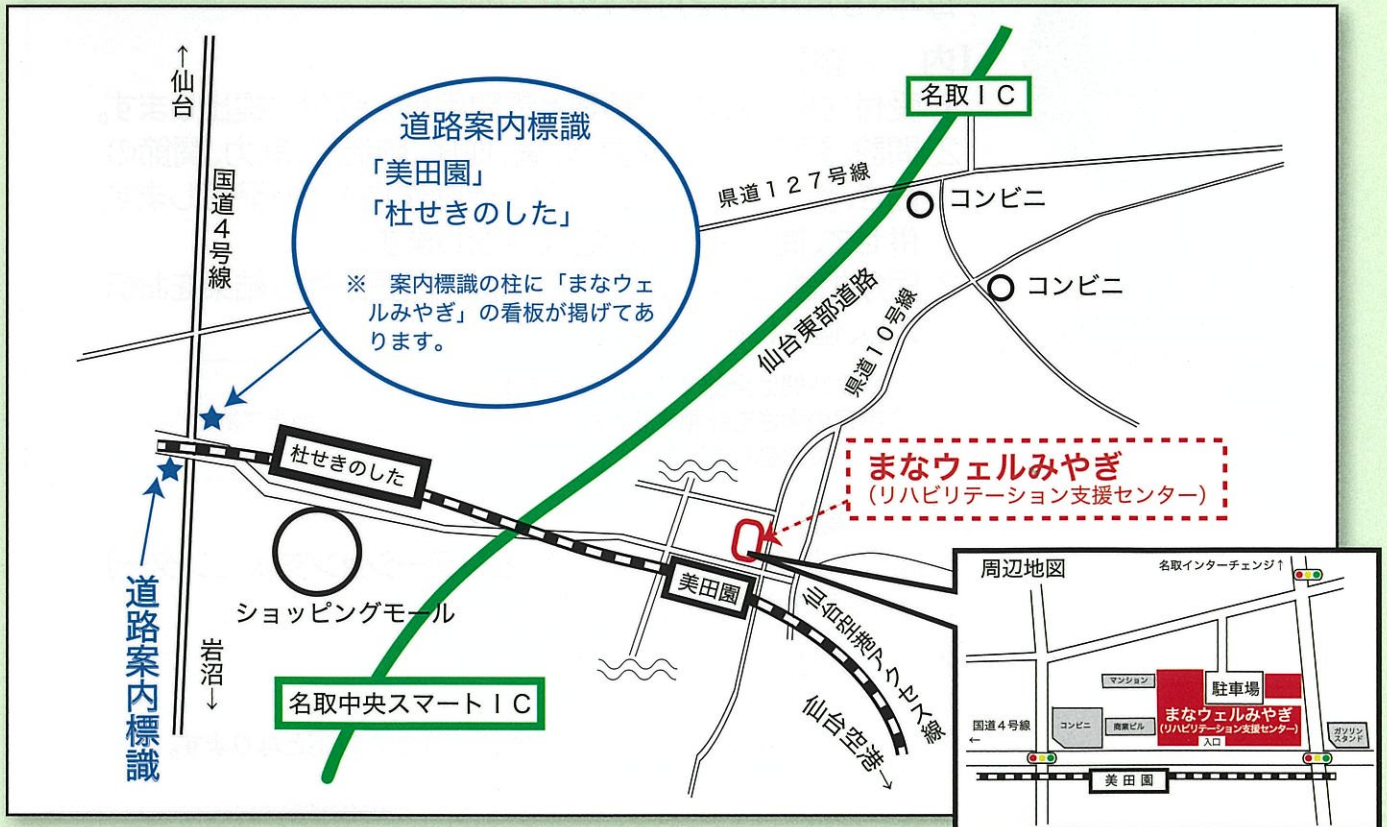 ↑仙台
国道4号線
道路案内標識
「美田園」
「杜せきのした」
※　案内標識の柱に「まなウェ
ルみやぎ」の看板が掲げてあ
ります。
名取ＩＣ
県道１２７号線
コンビニ
コンビニ
仙台東部道路
県道１０号線
杜せきのした
まなウェルみやぎ
（リハビリテーション支援センター）
美田園
ショッピングモール
道路案内標識
岩沼→
名取中央スマートＩＣ
仙台空港アクセス線
仙台空港→
周辺地図
名取インターチェンジ↑
マンション
駐車場
国道４号線
←
コンビニ
商業ビル
まなウェルみやぎ
（リハビリテーション支援センター）
入口
ガソリン
スタンド
美田園